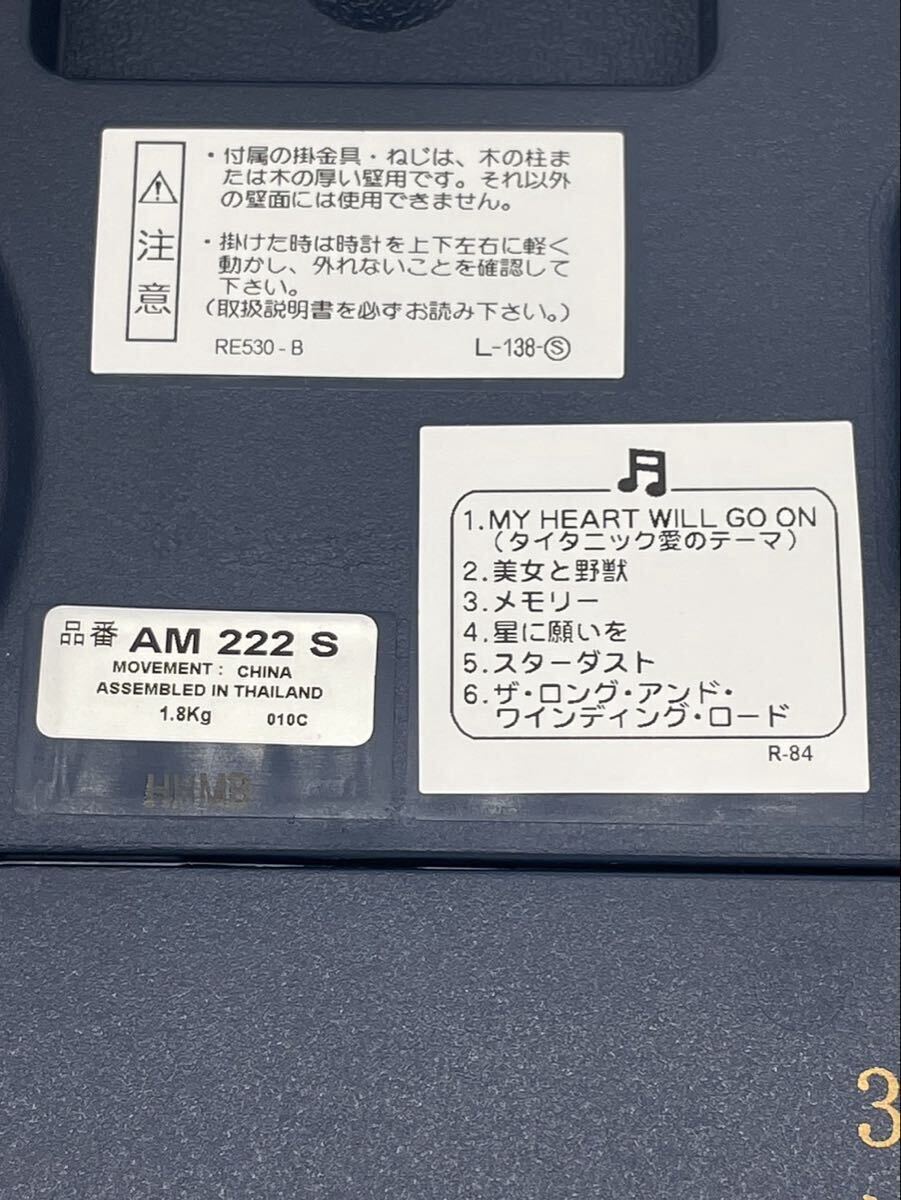 注意
・付属の掛金具・ねじは、木の柱ま
たは木の厚い壁用です。それ以外
の壁面には使用できません。
・掛けた時は時計を上下左右に軽く
動かし、外れないことを確認して
下さい。
(取扱説明書を必ずお読み下さい。)
RE530-B L-138-Ⓢ
1.MY HEART WILL GO ON
(タイタニック愛のテーマ)
2.美女と野獣
3.メモリー
4.星に願いを
5.スターダスト
6.ザ・ロング・アンド・
ワインディング・ロード
R-84
品番 AM 222 S
MOVEMENT: CHINA
ASSEMBLED IN THAILAND
1.8Kg 010C
3